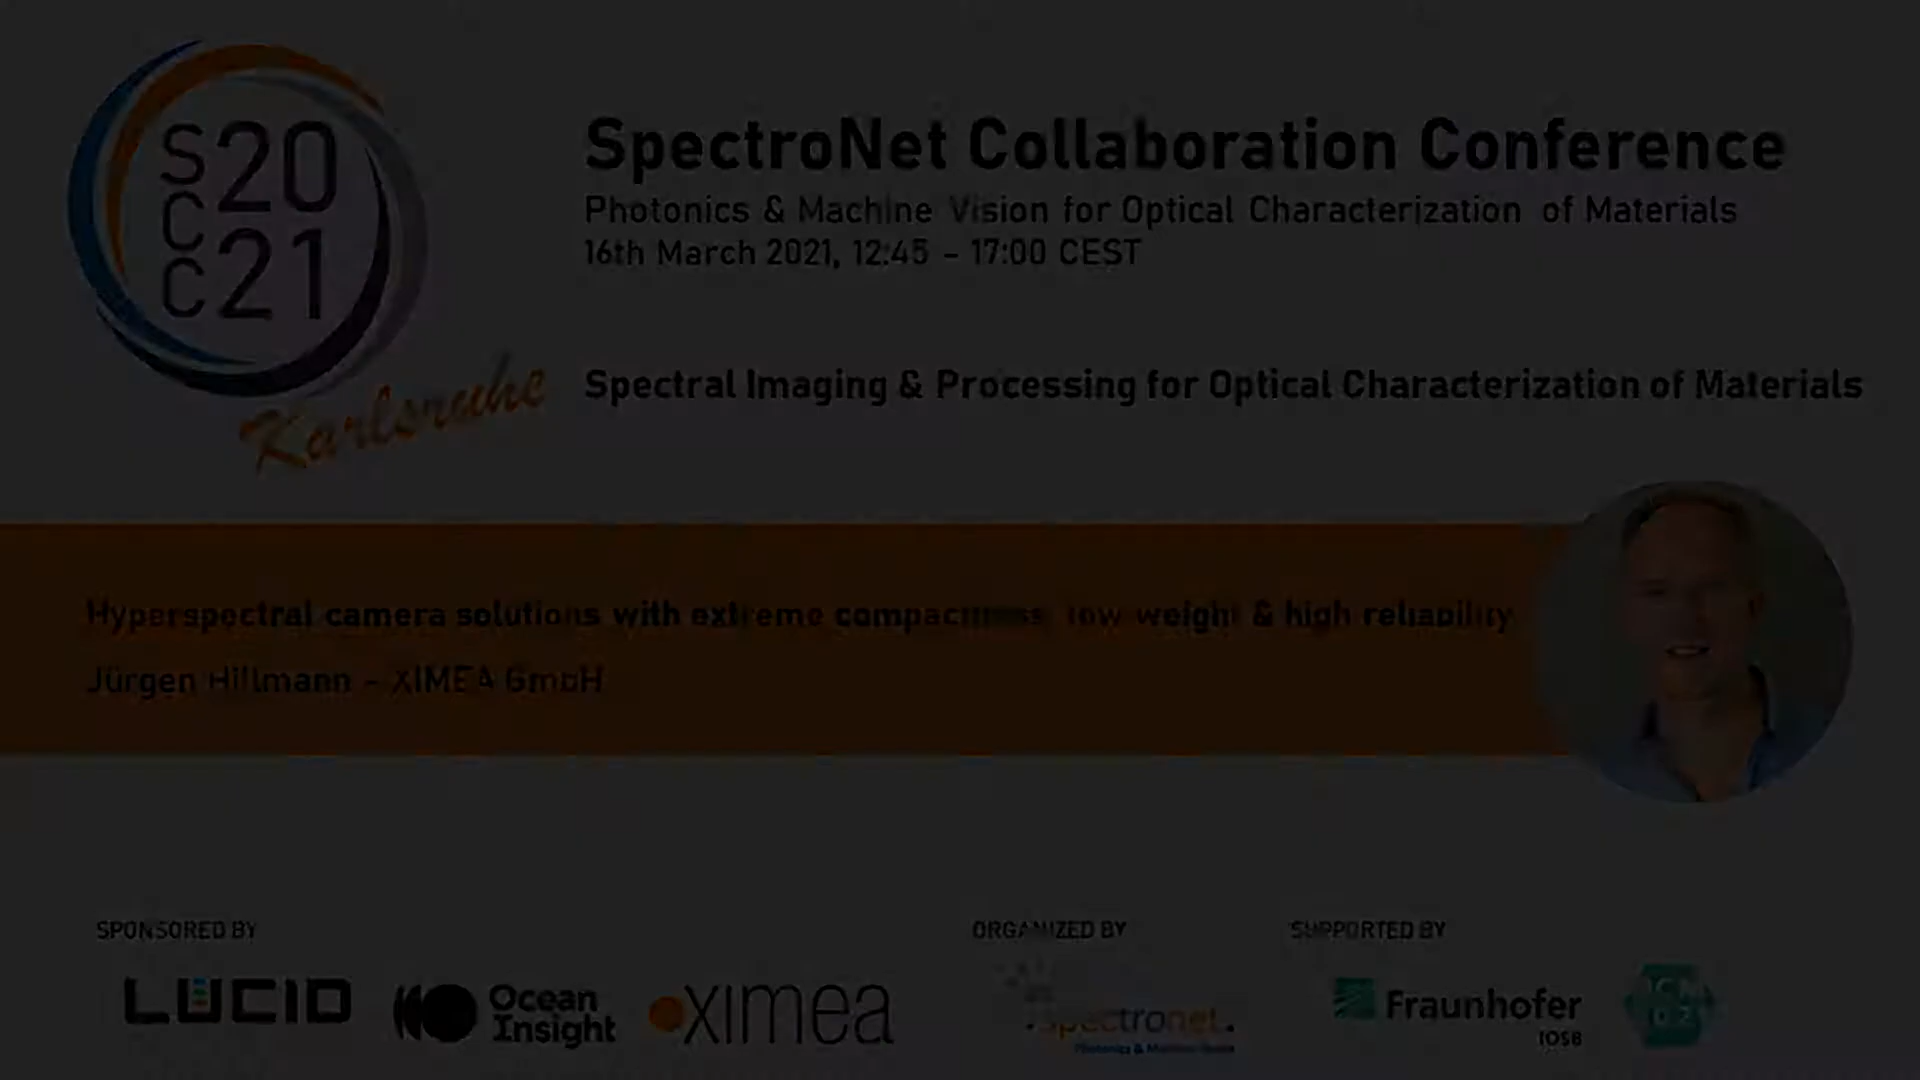 S20
C
C21
Karlsruhe
SpectroNet Collaboration Conference
Photonics & Machine Vision for Optical Characterization of Materials
16th March 2021, 12:45 – 17:00 CEST
Spectral Imaging & Processing for Optical Characterization of Materials
Hyperspectral camera solutions with extreme compactness, low weight & high reliability
Jürgen Hillmann – XIMEA GmbH
SPONSORED BY
LUCID
Ocean
Insight
ximea
ORGANIZED BY
spectronet
Photonics & Machine Vision
SUPPORTED BY
Fraunhofer
IOSB